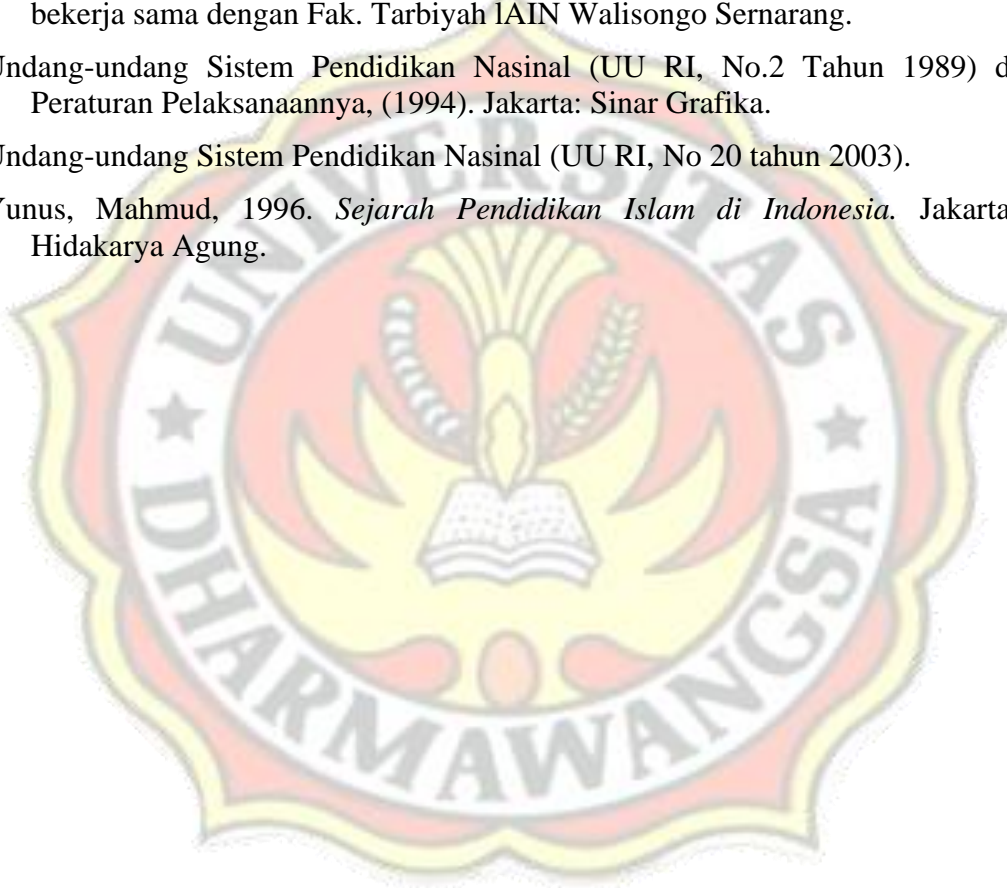 bekerja sama dengan Fak. Tarbiyah lAIN Walisongo Sernarang.
Undang-undang Sistem Pendidikan Nasinal (UU RI, No.2 Tahun 1989) d
Peraturan Pelaksanaannya, (1994). Jakarta: Sinar Grafika.
Undang-undang Sistem Pendidikan Nasinal (UU RI, No 20 tahun 2003).
Yunus, Mahmud, 1996. Sejarah Pendidikan Islam di Indonesia. Jakarta
Hidakarya Agung.
UNIVERSITAS
DHARMAWANGSA